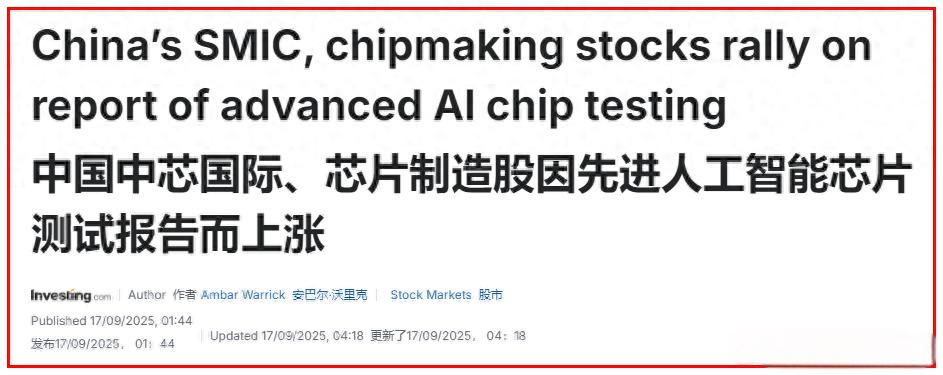 China's SMIC, chipmaking stocks rally on
report of advanced AI chip testing
中国中芯国际、芯片制造股因先进人工智能芯片
测试报告而上涨
Investing.com | Author 作者 Ambar Warrick 安巴尔·沃里克 | Stock Markets 股市
Published 17/09/2025, 01:44
发布17/09/2025， 01：44
Updated 17/09/2025, 04:18 更新了17/09/2025， 04：18